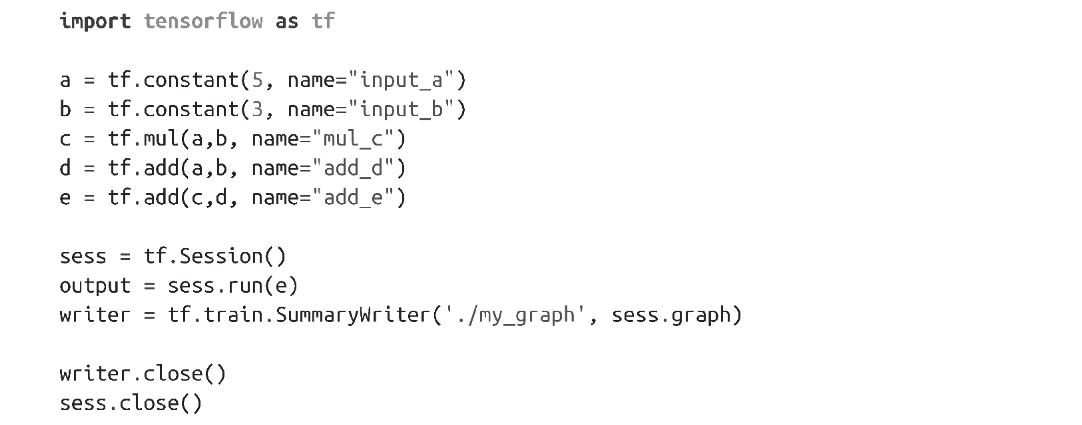 import tensorflow as tf
a = tf.constant(5, name="input_a")
b = tf.constant(3, name="input_b")
c = tf.mul(a,b, name="mul_c")
d = tf.add(a,b, name="add_d")
e = tf.add(c,d, name="add_e")
sess = tf.Session()
output = sess.run(e)
writer = tf.train.SummaryWriter('./my_graph', sess.graph)
writer.close()
sess.close()